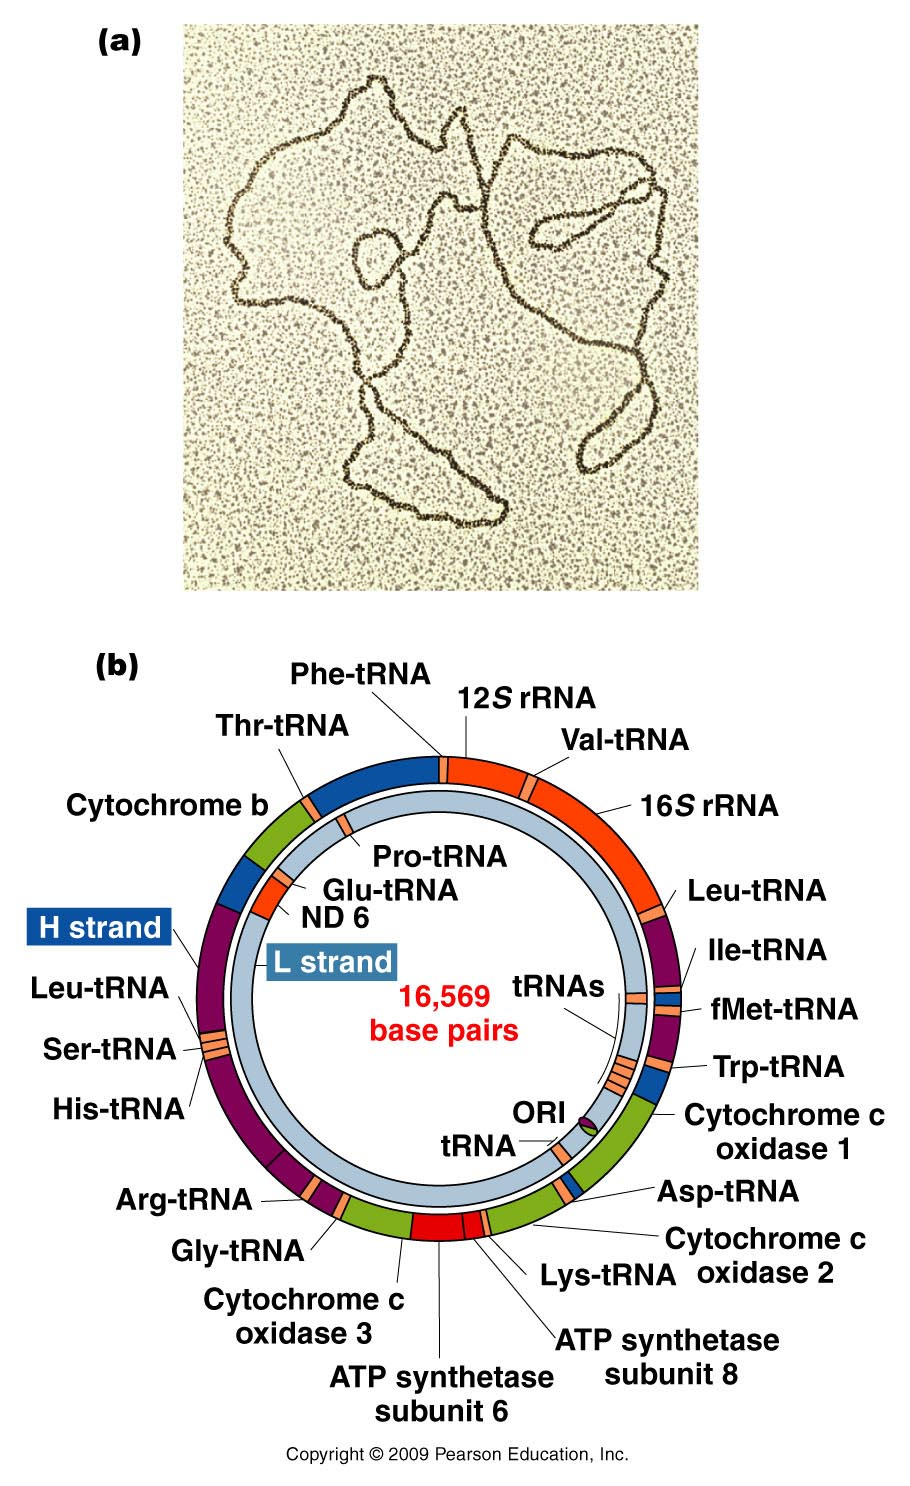 (a)
(b)
Phe-tRNA
12S rRNA
Thr-tRNA
Val-tRNA
Cytochrome b
16S rRNA
Pro-tRNA
Glu-tRNA
Leu-tRNA
ND 6
H strand
Ile-tRNA
L strand
Leu-tRNA
tRNAs
16,569
base pairs
fMet-tRNA
Ser-tRNA
Trp-tRNA
His-tRNA
ORI
Cytochrome c
oxidase 1
tRNA
Arg-tRNA
Asp-tRNA
Gly-tRNA
Cytochrome c
oxidase 2
Lys-tRNA
Cytochrome c
oxidase 3
ATP synthetase
subunit 8
ATP synthetase
subunit 6
Copyright © 2009 Pearson Education, Inc.